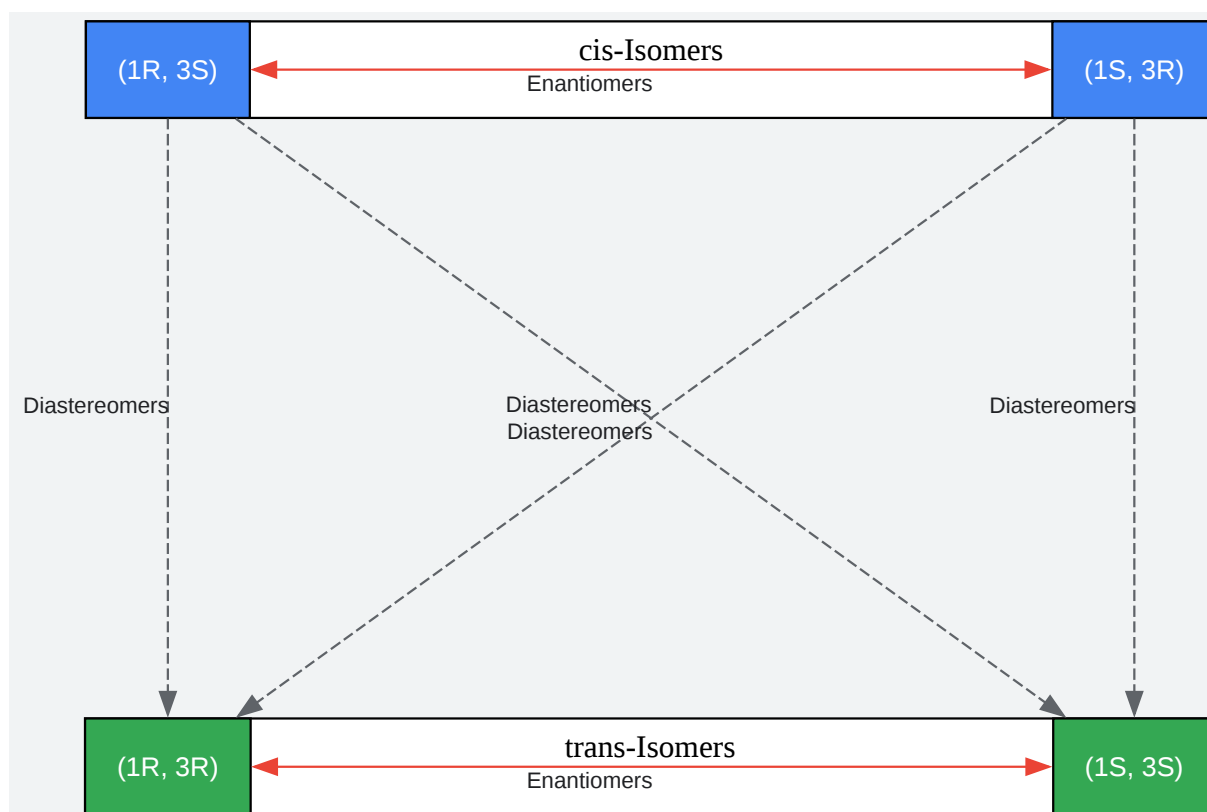 cis-Isomers
(1R, 3S)
Enantiomers
(1S, 3R)
Diastereomers
Diastereomers
Diastereomers
Diastereomers
trans-Isomers
(1R, 3R)
Enantiomers
(1S, 3S)